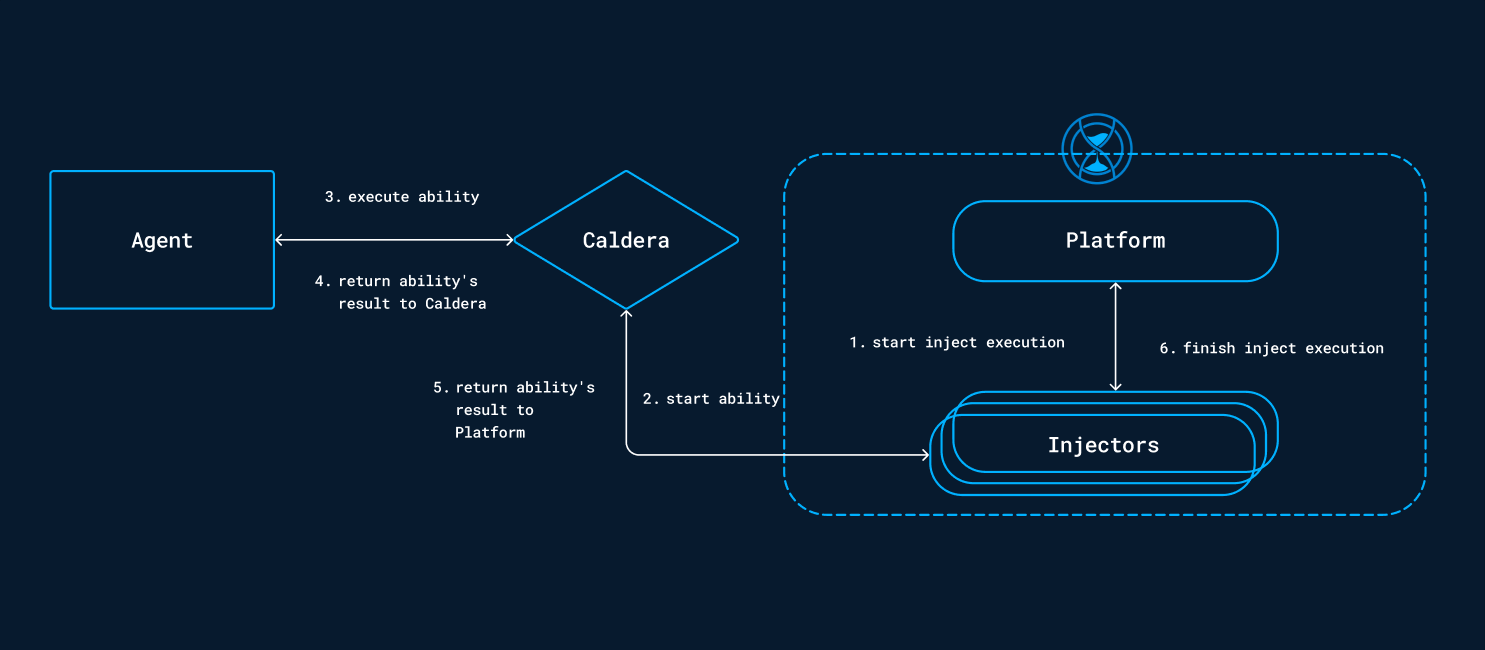 3. execute ability
Agent
Caldera
Platform
4. return ability's
result to Caldera
1. start inject execution
6. finish inject execution
5. return ability's
result to
Platform
2. start ability
Injectors